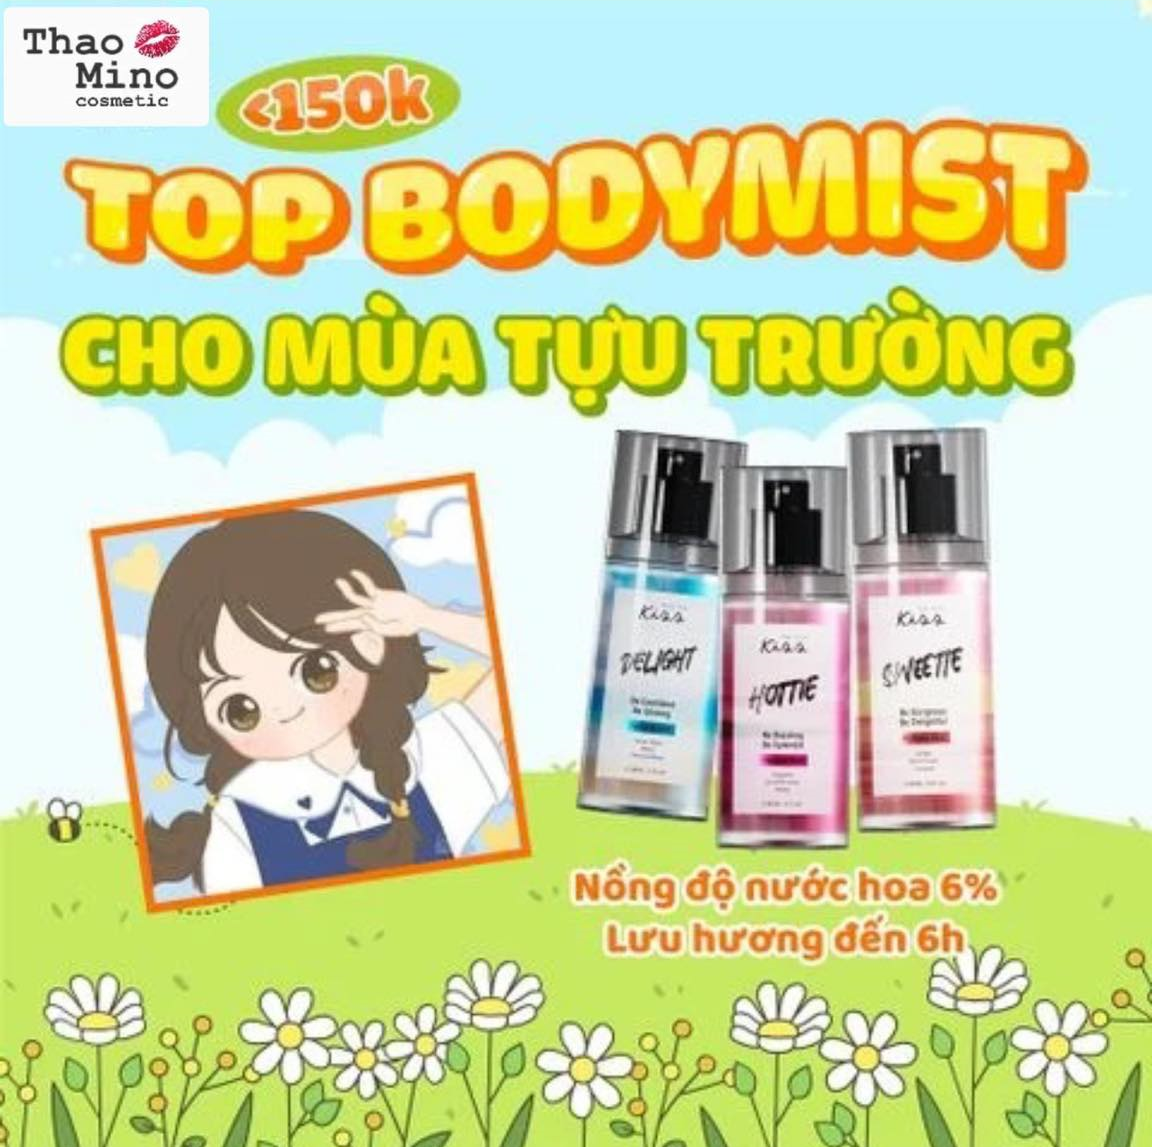 Thao
Mino
cosmetic
<150k
TOP BODYMIST
CHO MÙA TỰU TRƯỜNG
Kiss
DELIGHT
Kiss
HOTTIE
Kiss
SWEETIE
Nồng độ nước hoa 6%
Lưu hương đến 6h